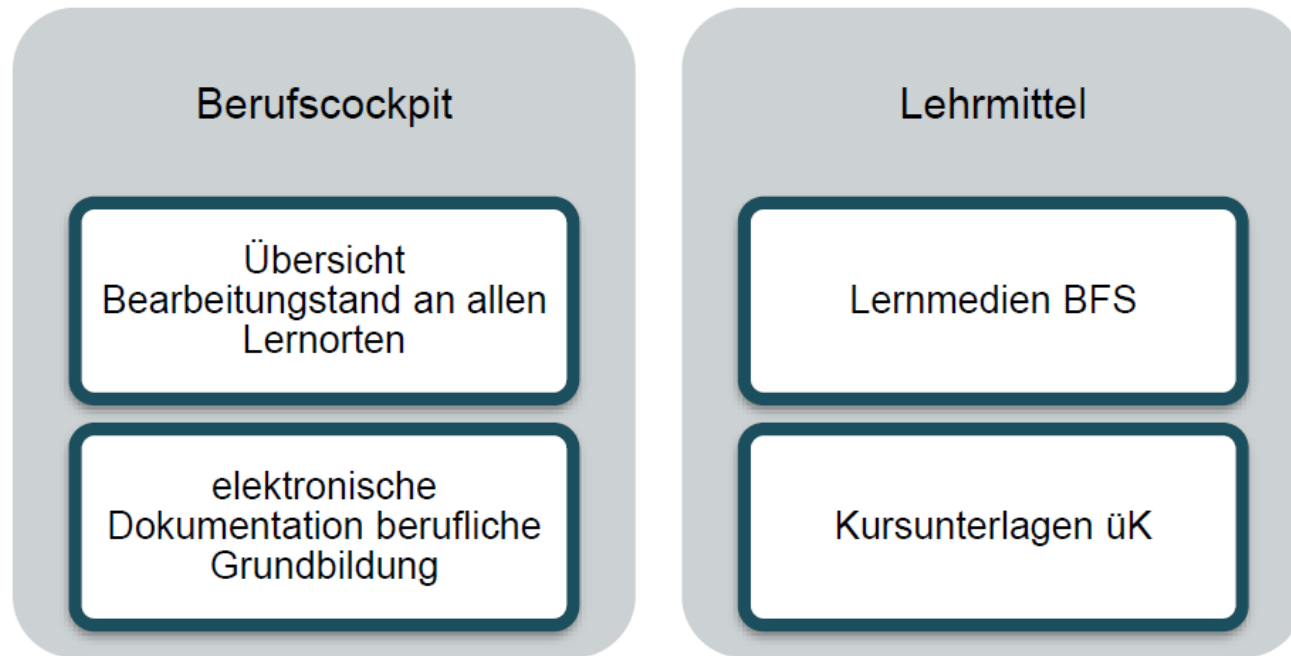 Berufscockpit
Übersicht
Bearbeitungstand an allen
Lernorten
elektronische
Dokumentation berufliche
Grundbildung
Lehrmittel
Lernmedien BFS
Kursunterlagen üK